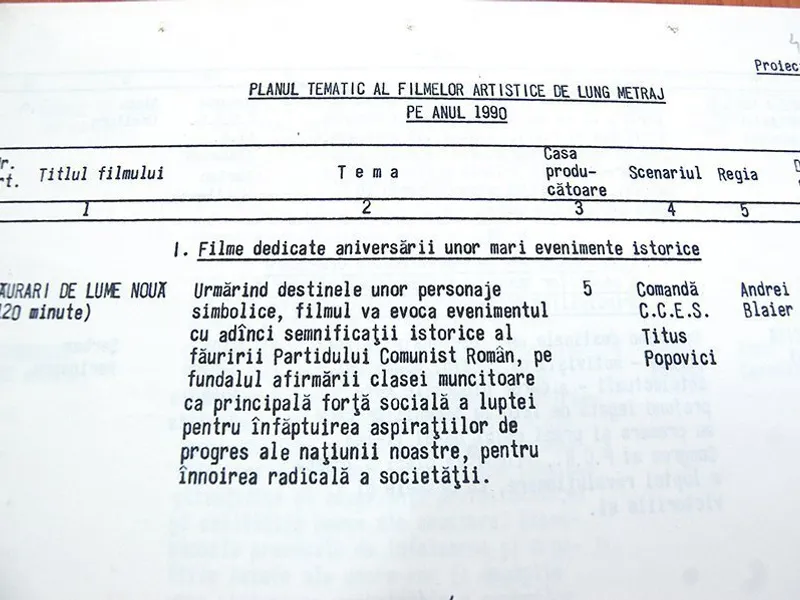 Proiec
PLANUL TEMATIC AL FILMELOR ARTISTICE DE LUNG METRAJ
PE ANUL 1990
Titlul filmului T e m a Casa produ-cătoare Scenariul Regia
1 2 3 4 5
I. Filme dedicate aniversării unor mari evenimente istorice
ĂURARI DE LUME NOUĂ Urmărind destinele unor personaje 5 Comandă Andrei
120 minute) simbolice, filmul va evoca evenimentul C.C.E.S. Blaier
cu adînci semnificaţii istorice al Titus
făuririi Partidului Comunist Român, pe Popovici
fundalul afirmării clasei muncitoare
ca principală forţă socială a luptei
pentru înfăptuirea aspiraţiilor de
progres ale naţiunii noastre, pentru
înnoirea radicală a societăţii.